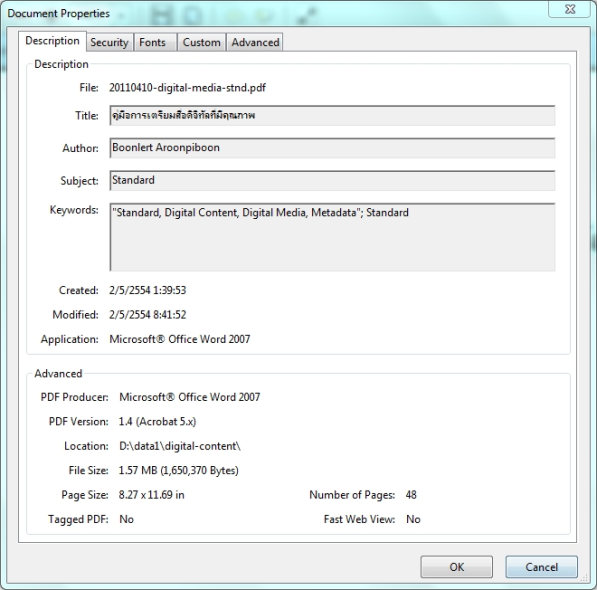 Document Properties
Description Security Fonts Custom Advanced
Description
File: 20110410-digital-media-stnd.pdf
Title: คู่มือการเตรียมสื่อดิจิทัลที่มีคุณภาพ
Author: Boonlert Aroonpiboon
Subject: Standard
Keywords: "Standard, Digital Content, Digital Media, Metadata"; Standard
Created: 2/5/2554 1:39:53
Modified: 2/5/2554 8:41:52
Application: Microsoft® Office Word 2007
Advanced
PDF Producer: Microsoft® Office Word 2007
PDF Version: 1.4 (Acrobat 5.x)
Location: D:\data1\digital-content\
File Size: 1.57 MB (1,650,370 Bytes)
Page Size: 8.27 x 11.69 in Number of Pages: 48
Tagged PDF: No Fast Web View: No
OK Cancel